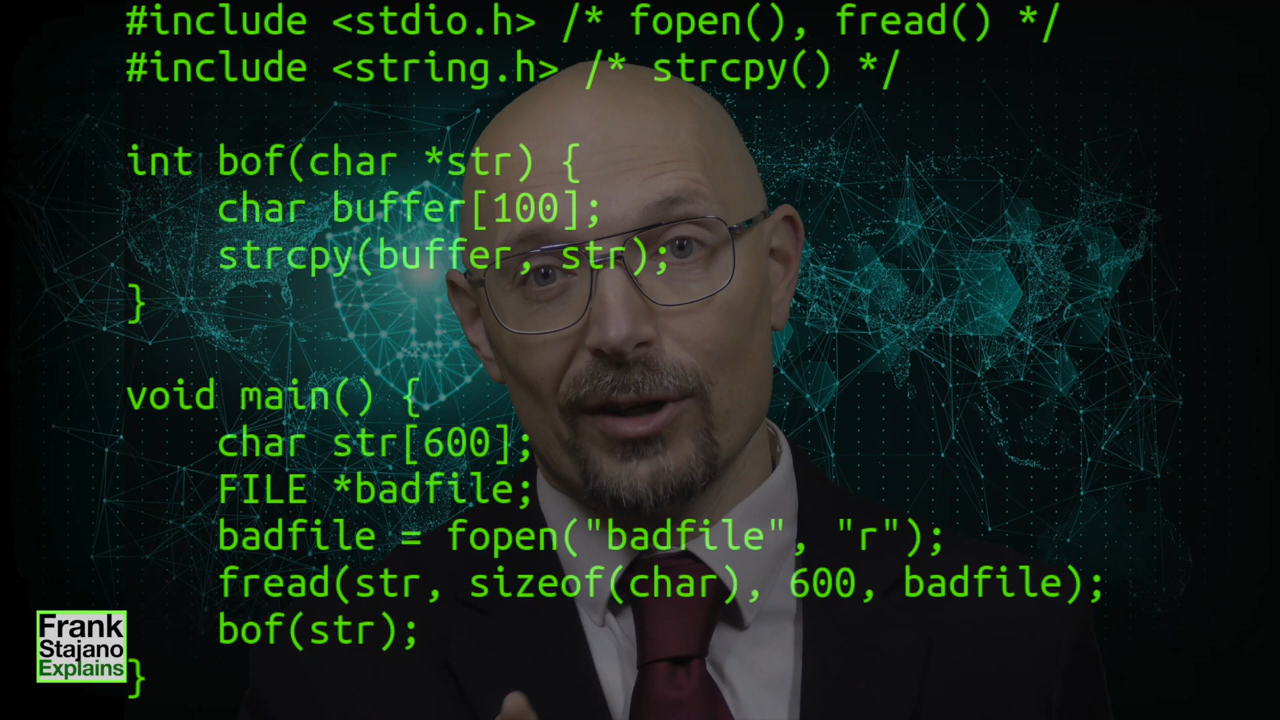 #include <stdio.h> /* fopen(), fread() */
#include <string.h> /* strcpy() */
int bof(char *str) {
    char buffer[100];
    strcpy(buffer, str);
}
void main() {
    char str[600];
    FILE *badfile;
    badfile = fopen("badfile", "r");
    fread(str, sizeof(char), 600, badfile);
    bof(str);
}
Frank
Stajano
Explains